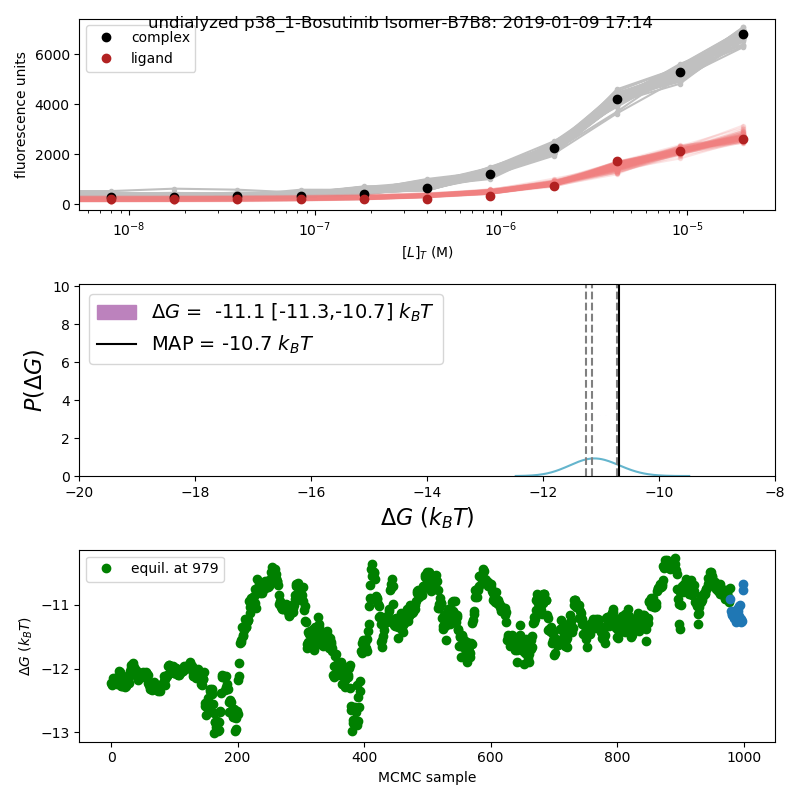 undialyzed p38_1-Bosutinib Isomer-B7B8: 2019-01-09 17:14
complex
ligand
6000
4000
2000
0
fluorescence units
10⁻⁸ 10⁻⁷ 10⁻⁶ 10⁻⁵
[L]_T (M)
ΔG = -11.1 [-11.3,-10.7] k_BT
MAP = -10.7 k_BT
10
8
6
4
2
0
P(ΔG)
−20 −18 −16 −14 −12 −10 −8
ΔG (k_BT)
equil. at 979
−11
−12
−13
ΔG (k_BT)
0 200 400 600 800 1000
MCMC sample